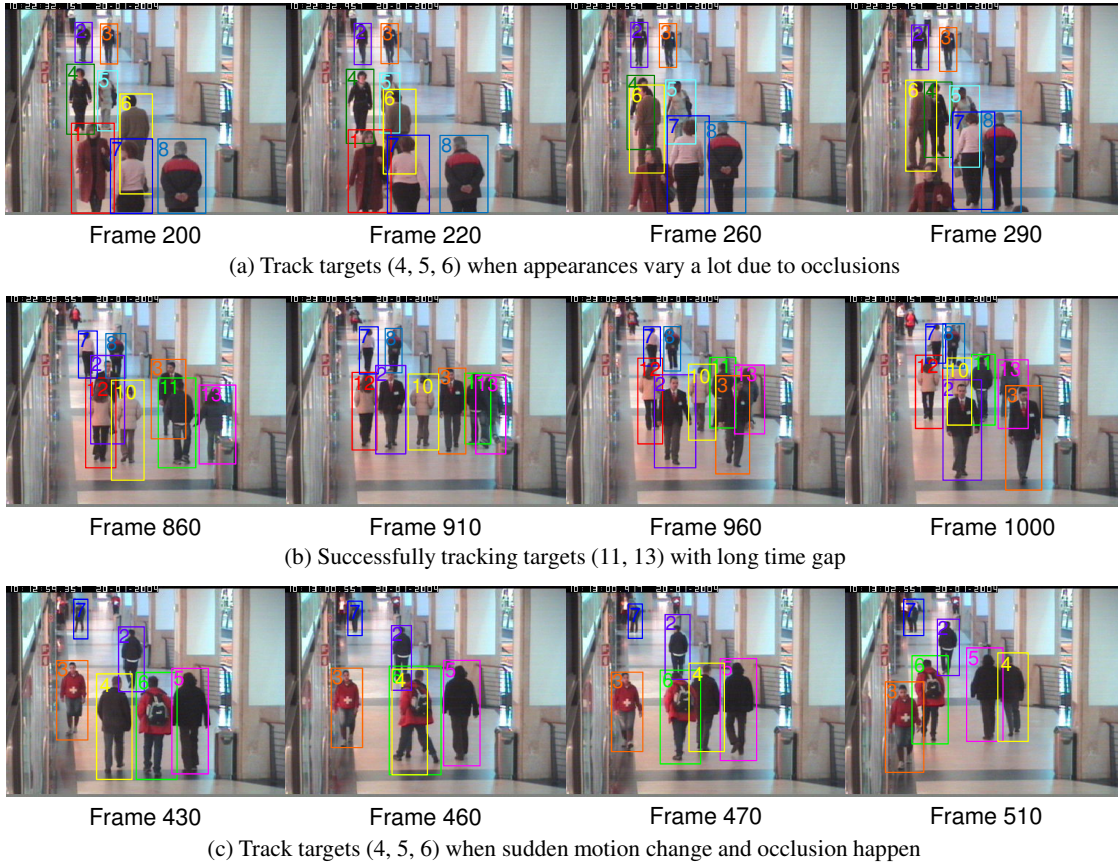 Frame 200
Frame 220
Frame 260
Frame 290
(a) Track targets (4, 5, 6) when appearances vary a lot due to occlusions
Frame 860
Frame 910
Frame 960
Frame 1000
(b) Successfully tracking targets (11, 13) with long time gap
Frame 430
Frame 460
Frame 470
Frame 510
(c) Track targets (4, 5, 6) when sudden motion change and occlusion happen